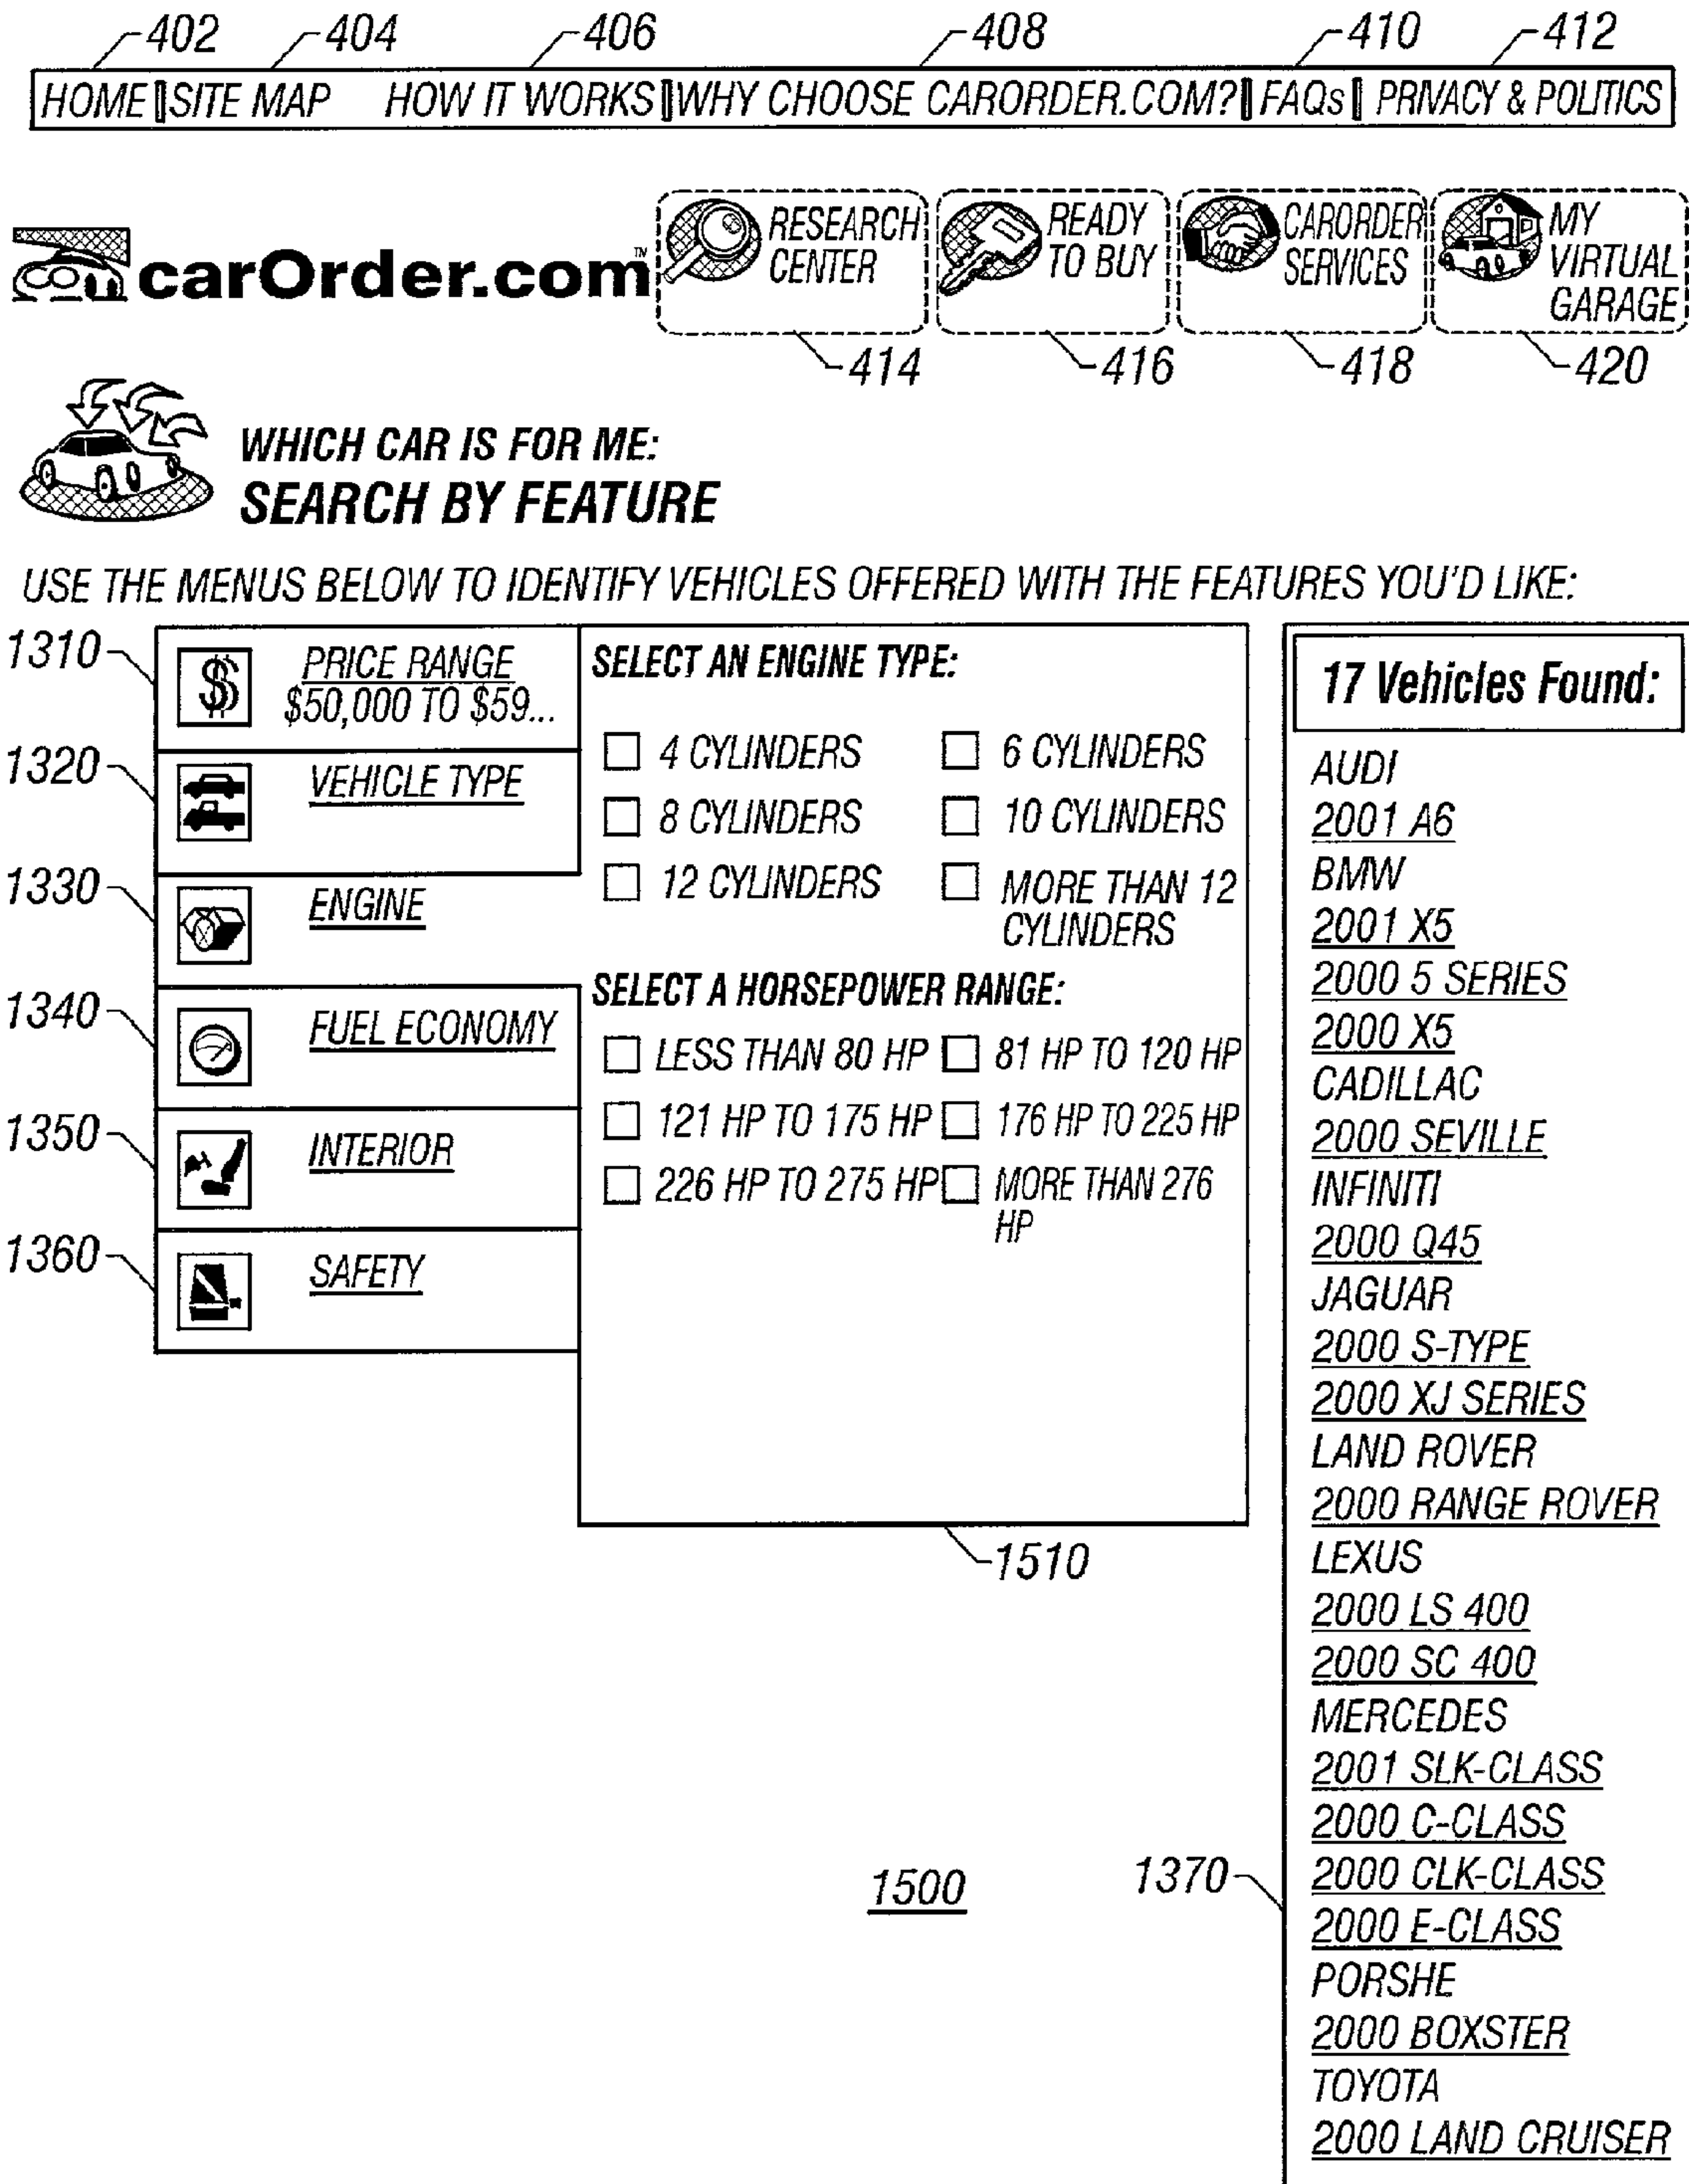 402 404 406 408 410 412
HOME SITE MAP HOW IT WORKS WHY CHOOSE CARORDER.COM? FAQs PRIVACY & POLITICS
carOrder.com™
RESEARCH
CENTER
READY
TO BUY
CARORDER
SERVICES
MY
VIRTUAL
GARAGE
414 416 418 420
WHICH CAR IS FOR ME:
SEARCH BY FEATURE
USE THE MENUS BELOW TO IDENTIFY VEHICLES OFFERED WITH THE FEATURES YOU'D LIKE:
1310
$
PRICE RANGE
$50,000 TO $59...
1320
VEHICLE TYPE
1330
ENGINE
1340
FUEL ECONOMY
1350
INTERIOR
1360
SAFETY
SELECT AN ENGINE TYPE:
4 CYLINDERS 6 CYLINDERS
8 CYLINDERS 10 CYLINDERS
12 CYLINDERS MORE THAN 12
CYLINDERS
SELECT A HORSEPOWER RANGE:
LESS THAN 80 HP 81 HP TO 120 HP
121 HP TO 175 HP 176 HP TO 225 HP
226 HP TO 275 HP MORE THAN 276
HP
1510
17 Vehicles Found:
AUDI
2001 A6
BMW
2001 X5
2000 5 SERIES
2000 X5
CADILLAC
2000 SEVILLE
INFINITI
2000 Q45
JAGUAR
2000 S-TYPE
2000 XJ SERIES
LAND ROVER
2000 RANGE ROVER
LEXUS
2000 LS 400
2000 SC 400
MERCEDES
2001 SLK-CLASS
2000 C-CLASS
2000 CLK-CLASS
2000 E-CLASS
PORSHE
2000 BOXSTER
TOYOTA
2000 LAND CRUISER
1500
1370